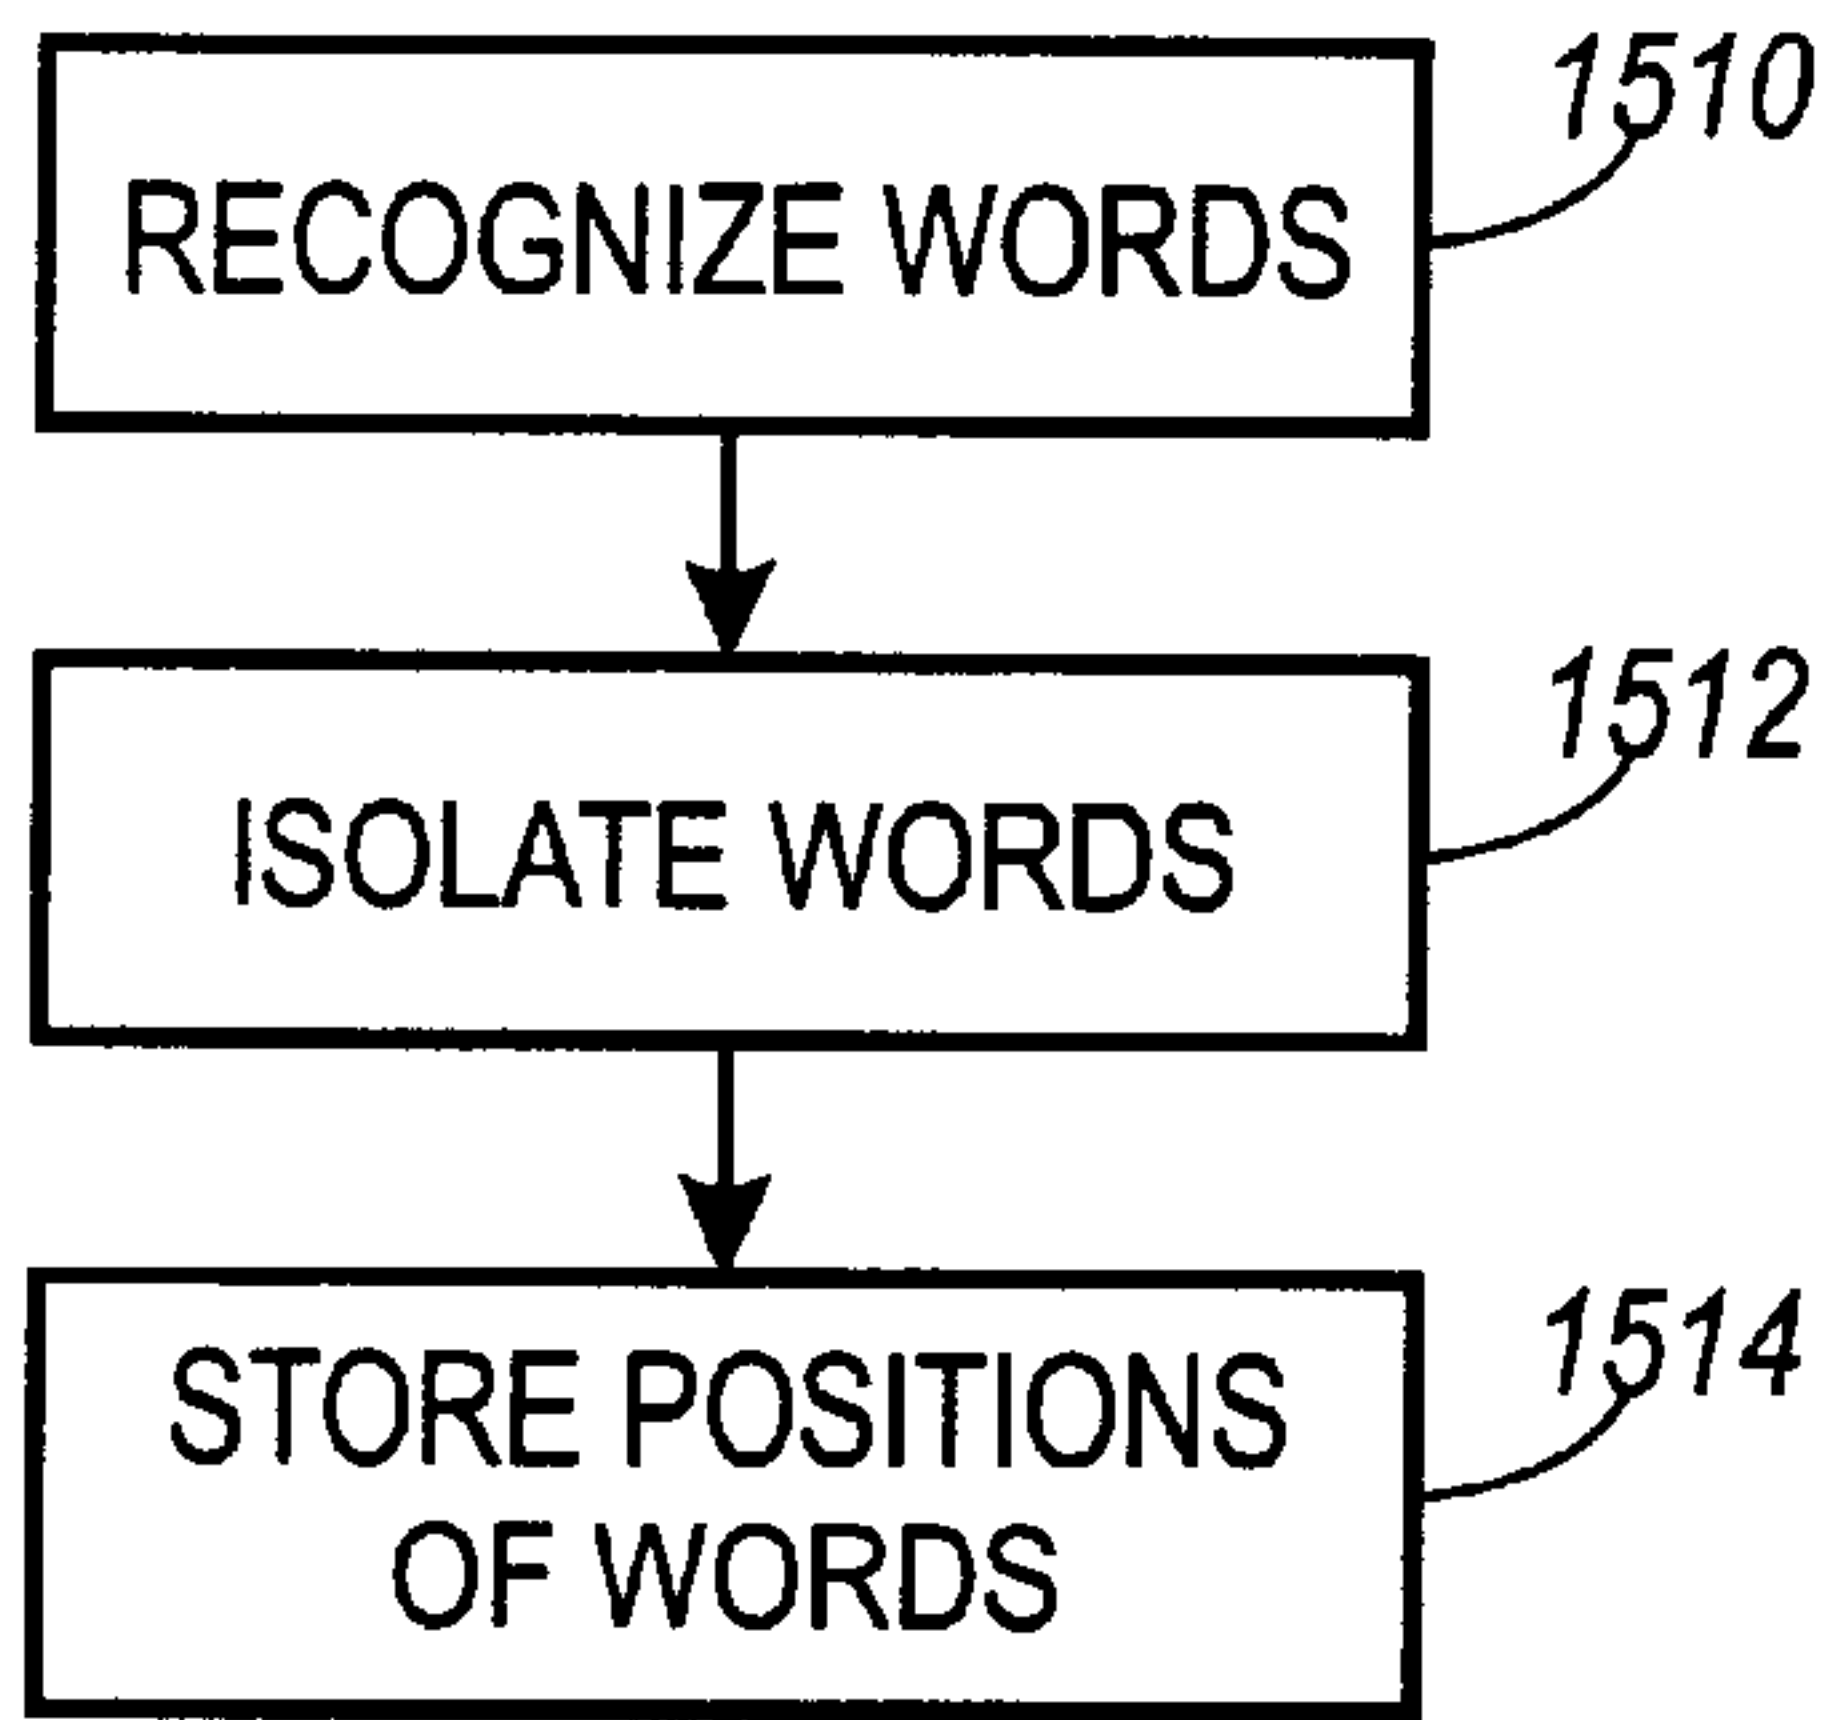 1510
RECOGNIZE WORDS
1512
ISOLATE WORDS
1514
STORE POSITIONS
OF WORDS